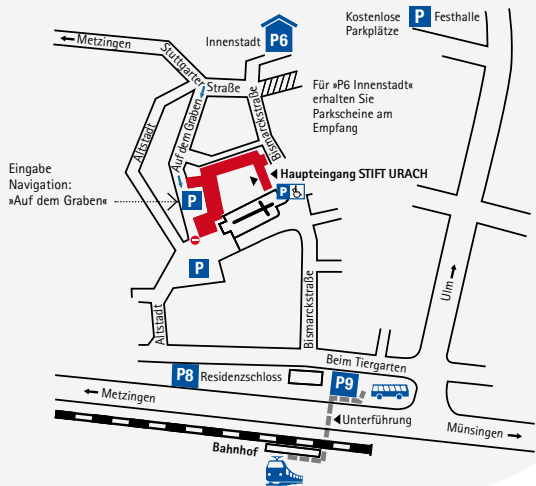 Metzingen
Stuttgarter
Straße
Innenstadt
P6
Kostenlose
Parkplätze
P
Festhalle
Für »P6 Innenstadt«
erhalten Sie
Parkscheine am
Empfang
Bismarckstraße
Altstadt
Auf dem Graben
Haupteingang STIFT URACH
P
Eingabe
Navigation:
»Auf dem Graben«
P
P
Altstadt
Bismarckstraße
Ulm
Beim Tiergarten
P8
Residenzschloss
P9
Metzingen
Unterführung
Münsingen
Bahnhof